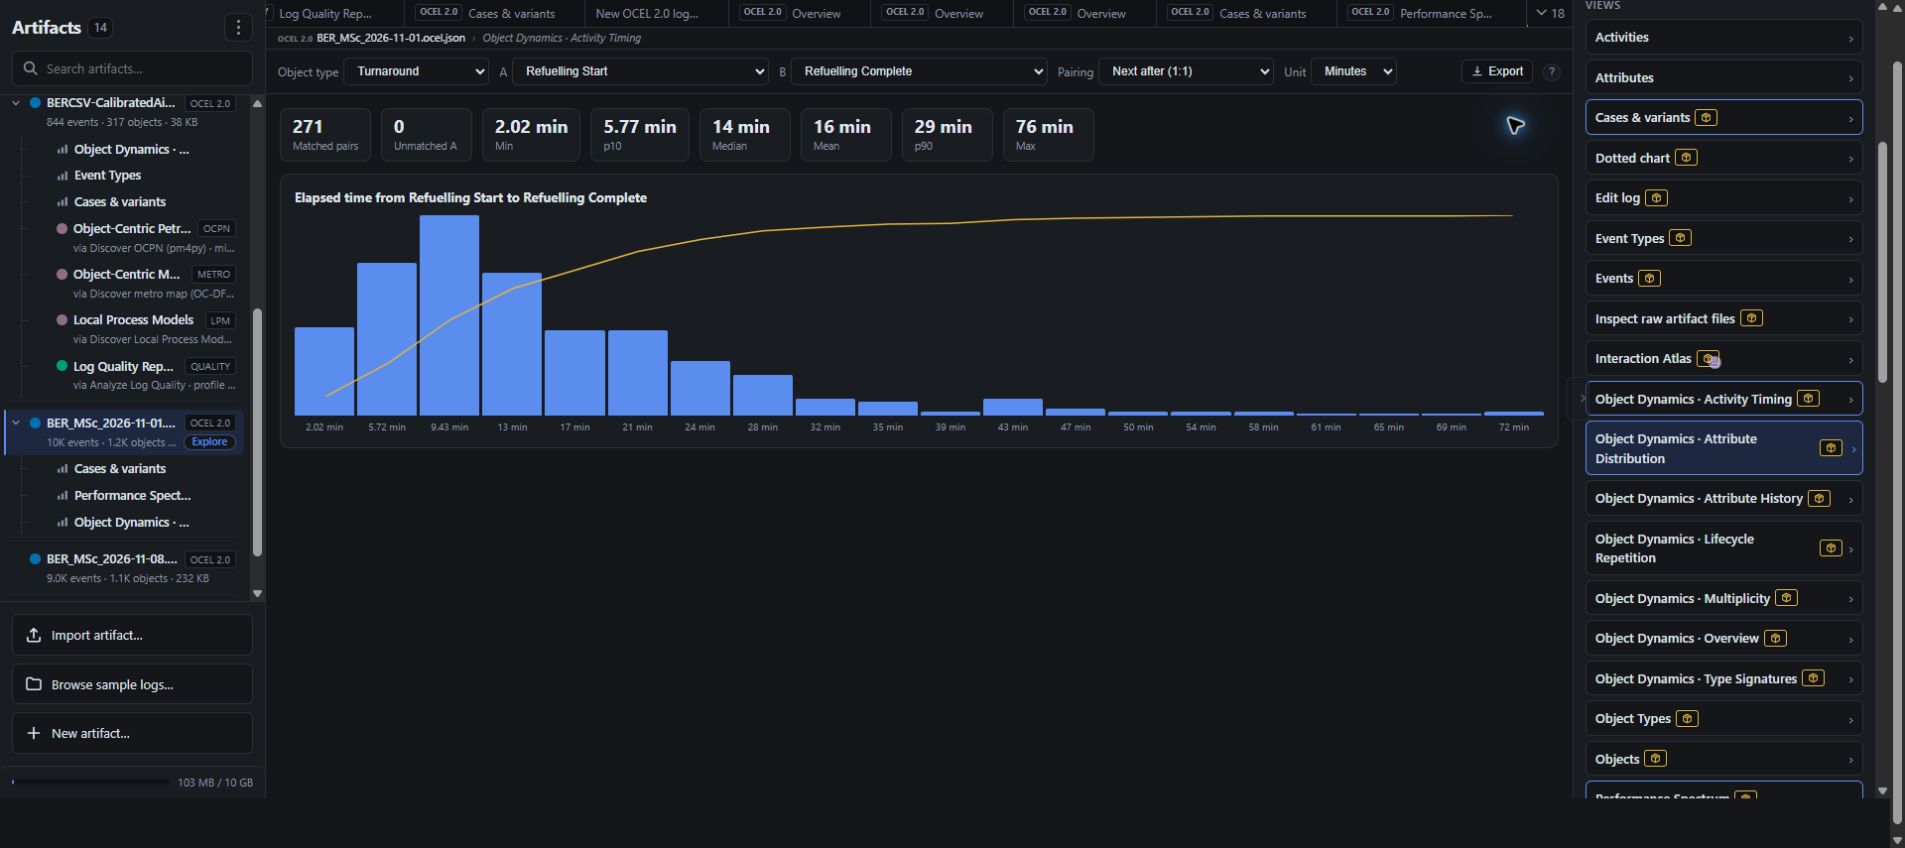 Artifacts 14
Search artifacts...
BERCSV-CalibratedAi... OCEL 2.0
844 events · 317 objects · 38 KB
Object Dynamics · ...
Event Types
Cases & variants
Object-Centric Petr... OCPN
via Discover OCPN (pm4py) · mi...
Object-Centric M... METRO
via Discover metro map (OC-DF...
Local Process Models LPM
via Discover Local Process Mod...
Log Quality Rep... QUALITY
via Analyze Log Quality · profile ...
BER_MSc_2026-11-01.... OCEL 2.0
10K events · 1.2K objects ... Explore
Cases & variants
Performance Spect...
Object Dynamics · ...
BER_MSc_2026-11-08.... OCEL 2.0
9.0K events · 1.1K objects · 232 KB
Import artifact...
Browse sample logs...
New artifact...
103 MB / 10 GB
Log Quality Rep... OCEL 2.0 Cases & variants New OCEL 2.0 log... OCEL 2.0 Overview OCEL 2.0 Overview OCEL 2.0 Overview OCEL 2.0 Cases & variants OCEL 2.0 Performance Sp... 18
OCEL 2.0 BER_MSc_2026-11-01.ocel.json › Object Dynamics · Activity Timing
Object type Turnaround A Refuelling Start B Refuelling Complete Pairing Next after (1:1) Unit Minutes Export ?
271 0 2.02 min 5.77 min 14 min 16 min 29 min 76 min
Matched pairs Unmatched A Min p10 Median Mean p90 Max
Elapsed time from Refuelling Start to Refuelling Complete
2.02 min 5.72 min 9.43 min 13 min 17 min 21 min 24 min 28 min 32 min 35 min 39 min 43 min 47 min 50 min 54 min 58 min 61 min 65 min 69 min 72 min
VIEWS
Activities
Attributes
Cases & variants
Dotted chart
Edit log
Event Types
Events
Inspect raw artifact files
Interaction Atlas
Object Dynamics · Activity Timing
Object Dynamics · Attribute
Distribution
Object Dynamics · Attribute History
Object Dynamics · Lifecycle
Repetition
Object Dynamics · Multiplicity
Object Dynamics · Overview
Object Dynamics · Type Signatures
Object Types
Objects
Performance Spectrum